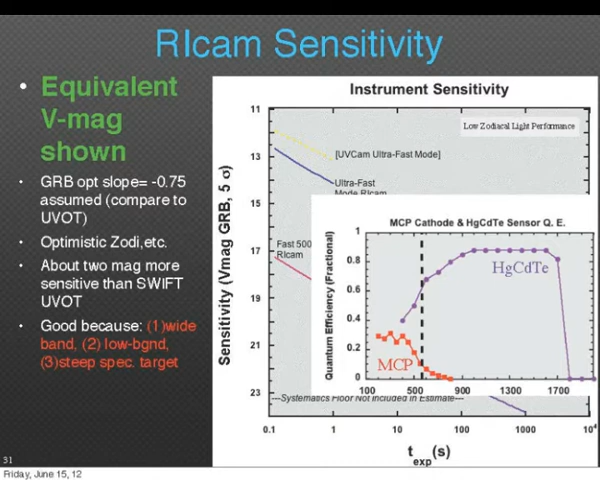 RIcam Sensitivity
• Equivalent
V-mag
shown
• GRB opt slope= -0.75
assumed (compare to
UVOT)
• Optimistic Zodi,etc.
• About two mag more
sensitive than SWIFT
UVOT
• Good because: (1)wide
band, (2) low-bgnd,
(3)steep spec. target
31
Friday, June 15, 12
Instrument Sensitivity
Low Zodiacal Light Performance
[UVCam Ultra-Fast Mode]
Ultra-Fast
Mode RIcam
Fast 500
RIcam
Sensitivity (Vmag GRB, 5 σ)
11
13
15
17
19
21
23
---Systematics Floor Not Included in Estimate---
0.1
1
10
100
1000
10⁴
t_exp (s)
MCP Cathode & HgCdTe Sensor Q. E.
Quantum Efficiency (Fractional)
1
0.8
0.6
0.4
0.2
0
HgCdTe
MCP
100
500
900
1300
1700